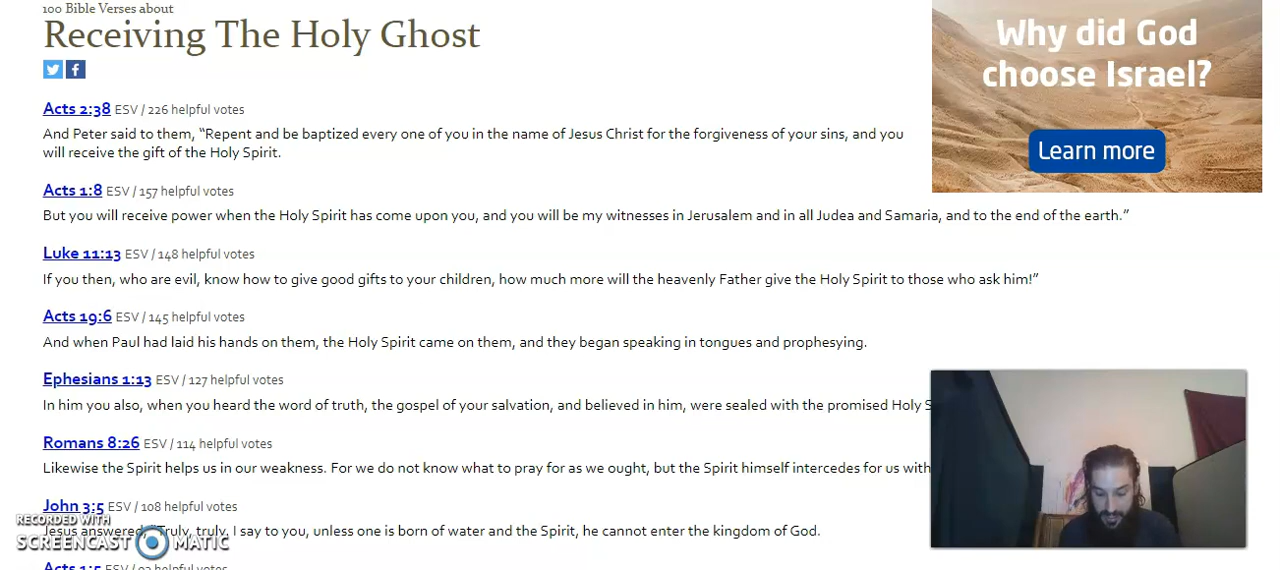 100 Bible Verses about
Receiving The Holy Ghost
Why did God
choose Israel?
Learn more
Acts 2:38 ESV / 226 helpful votes
And Peter said to them, “Repent and be baptized every one of you in the name of Jesus Christ for the forgiveness of your sins, and you
will receive the gift of the Holy Spirit.
Acts 1:8 ESV / 157 helpful votes
But you will receive power when the Holy Spirit has come upon you, and you will be my witnesses in Jerusalem and in all Judea and Samaria, and to the end of the earth.”
Luke 11:13 ESV / 148 helpful votes
If you then, who are evil, know how to give good gifts to your children, how much more will the heavenly Father give the Holy Spirit to those who ask him!”
Acts 19:6 ESV / 145 helpful votes
And when Paul had laid his hands on them, the Holy Spirit came on them, and they began speaking in tongues and prophesying.
Ephesians 1:13 ESV / 127 helpful votes
In him you also, when you heard the word of truth, the gospel of your salvation, and believed in him, were sealed with the promised Holy S
Romans 8:26 ESV / 114 helpful votes
Likewise the Spirit helps us in our weakness. For we do not know what to pray for as we ought, but the Spirit himself intercedes for us with
John 3:5 ESV / 108 helpful votes
RECORDED WITH
Jesus answered, “Truly, truly, I say to you, unless one is born of water and the Spirit, he cannot enter the kingdom of God.
SCREENCAST MATIC
Acts 1:5 ESV / 93 helpful votes